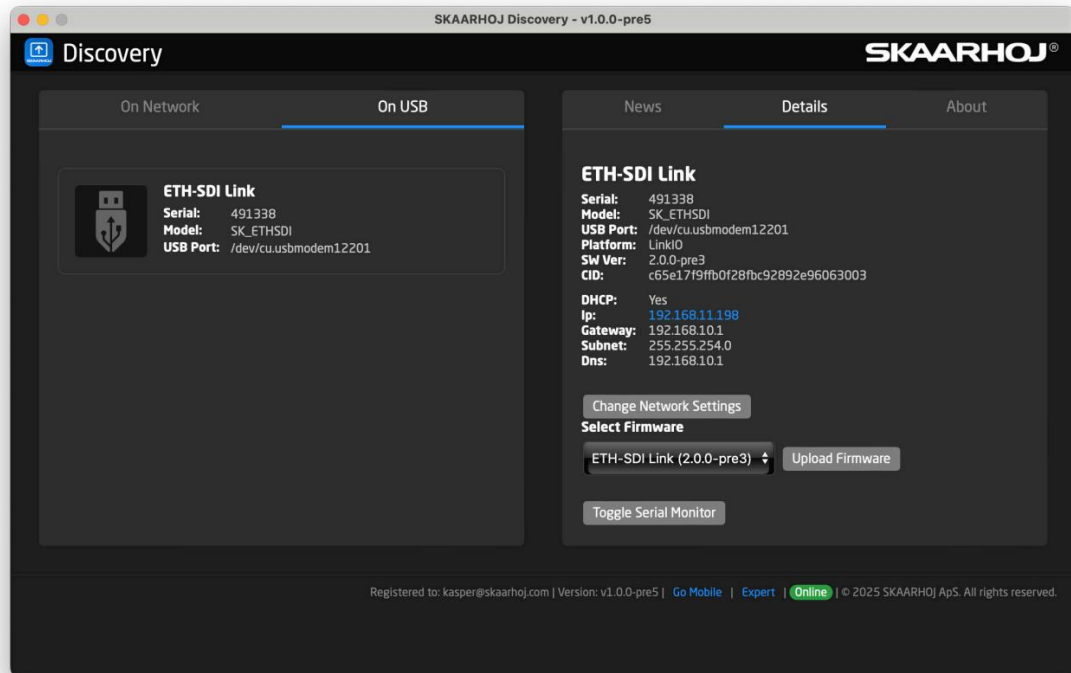 SKAARHOJ Discovery - v1.0.0-pre5
Discovery
SKAARHOJ®
On Network
On USB
ETH-SDI Link
Serial: 491338
Model: SK_ETHSDI
USB Port: /dev/cu.usbmodem12201
News
Details
About
ETH-SDI Link
Serial: 491338
Model: SK_ETHSDI
USB Port: /dev/cu.usbmodem12201
Platform: LinkIO
SW Ver: 2.0.0-pre3
CID: c65e17f9ffb0f28fbc92892e96063003
DHCP: Yes
Ip: 192.168.11.198
Gateway: 192.168.10.1
Subnet: 255.255.254.0
Dns: 192.168.10.1
Change Network Settings
Select Firmware
ETH-SDI Link (2.0.0-pre3)
Upload Firmware
Toggle Serial Monitor
Registered to: kasper@skaarhoj.com | Version: v1.0.0-pre5 | Go Mobile | Expert | Online | © 2025 SKAARHOJ ApS. All rights reserved.